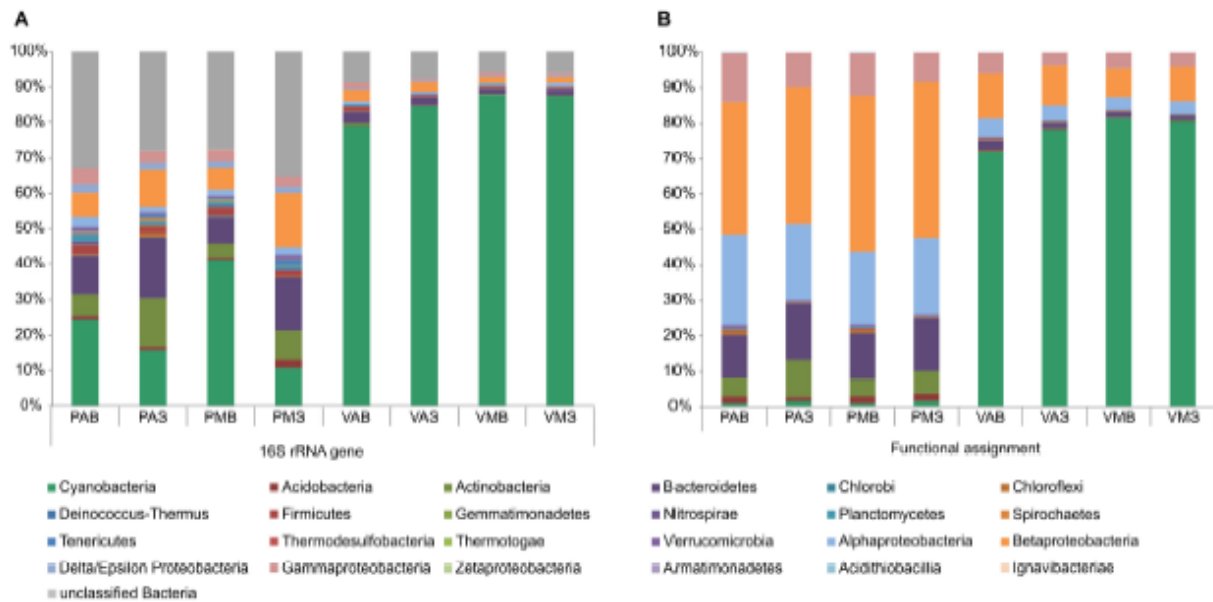 A
B
100%
90%
80%
70%
60%
50%
40%
30%
20%
10%
0%
PAB PA3 PMB PM3 VAB VA3 VMB VM3
16S rRNA gene
100%
90%
80%
70%
60%
50%
40%
30%
20%
10%
0%
PAB PA3 PMB PM3 VAB VA3 VMB VM3
Functional assignment
Cyanobacteria Acidobacteria Actinobacteria Bacteroidetes Chlorobi Chloroflexi
Deinococcus-Thermus Firmicutes Gemmatimonadetes Nitrospirae Planctomycetes Spirochaetes
Tenericutes Thermodesulfobacteria Thermotogae Verrucomicrobia Alphaproteobacteria Betaproteobacteria
Delta/Epsilon Proteobacteria Gammaproteobacteria Zetaproteobacteria Armatimonadetes Acidithiobacillia Ignavibacteriae
unclassified Bacteria